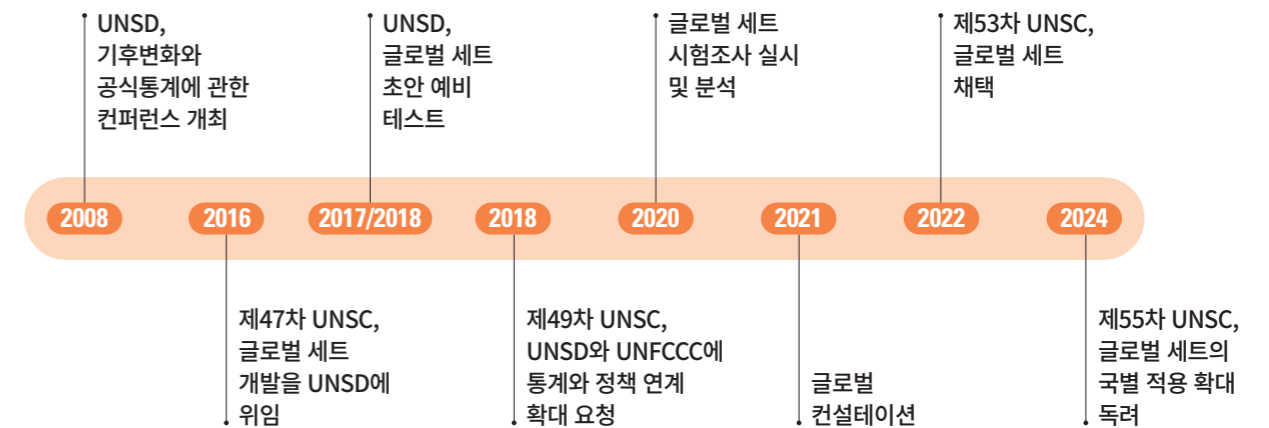 UNSD,
기후변화와
공식통계에 관한
컨퍼런스 개최
UNSD,
글로벌 세트
초안 예비
테스트
글로벌 세트
시험조사 실시
및 분석
제53차 UNSC,
글로벌 세트
채택
2008
2016
2017/2018
2018
2020
2021
2022
2024
제47차 UNSC,
글로벌 세트
개발을 UNSD에
위임
제49차 UNSC,
UNSD와 UNFCCC에
통계와 정책 연계
확대 요청
글로벌
컨설테이션
제55차 UNSC,
글로벌 세트의
국별 적용 확대
독려